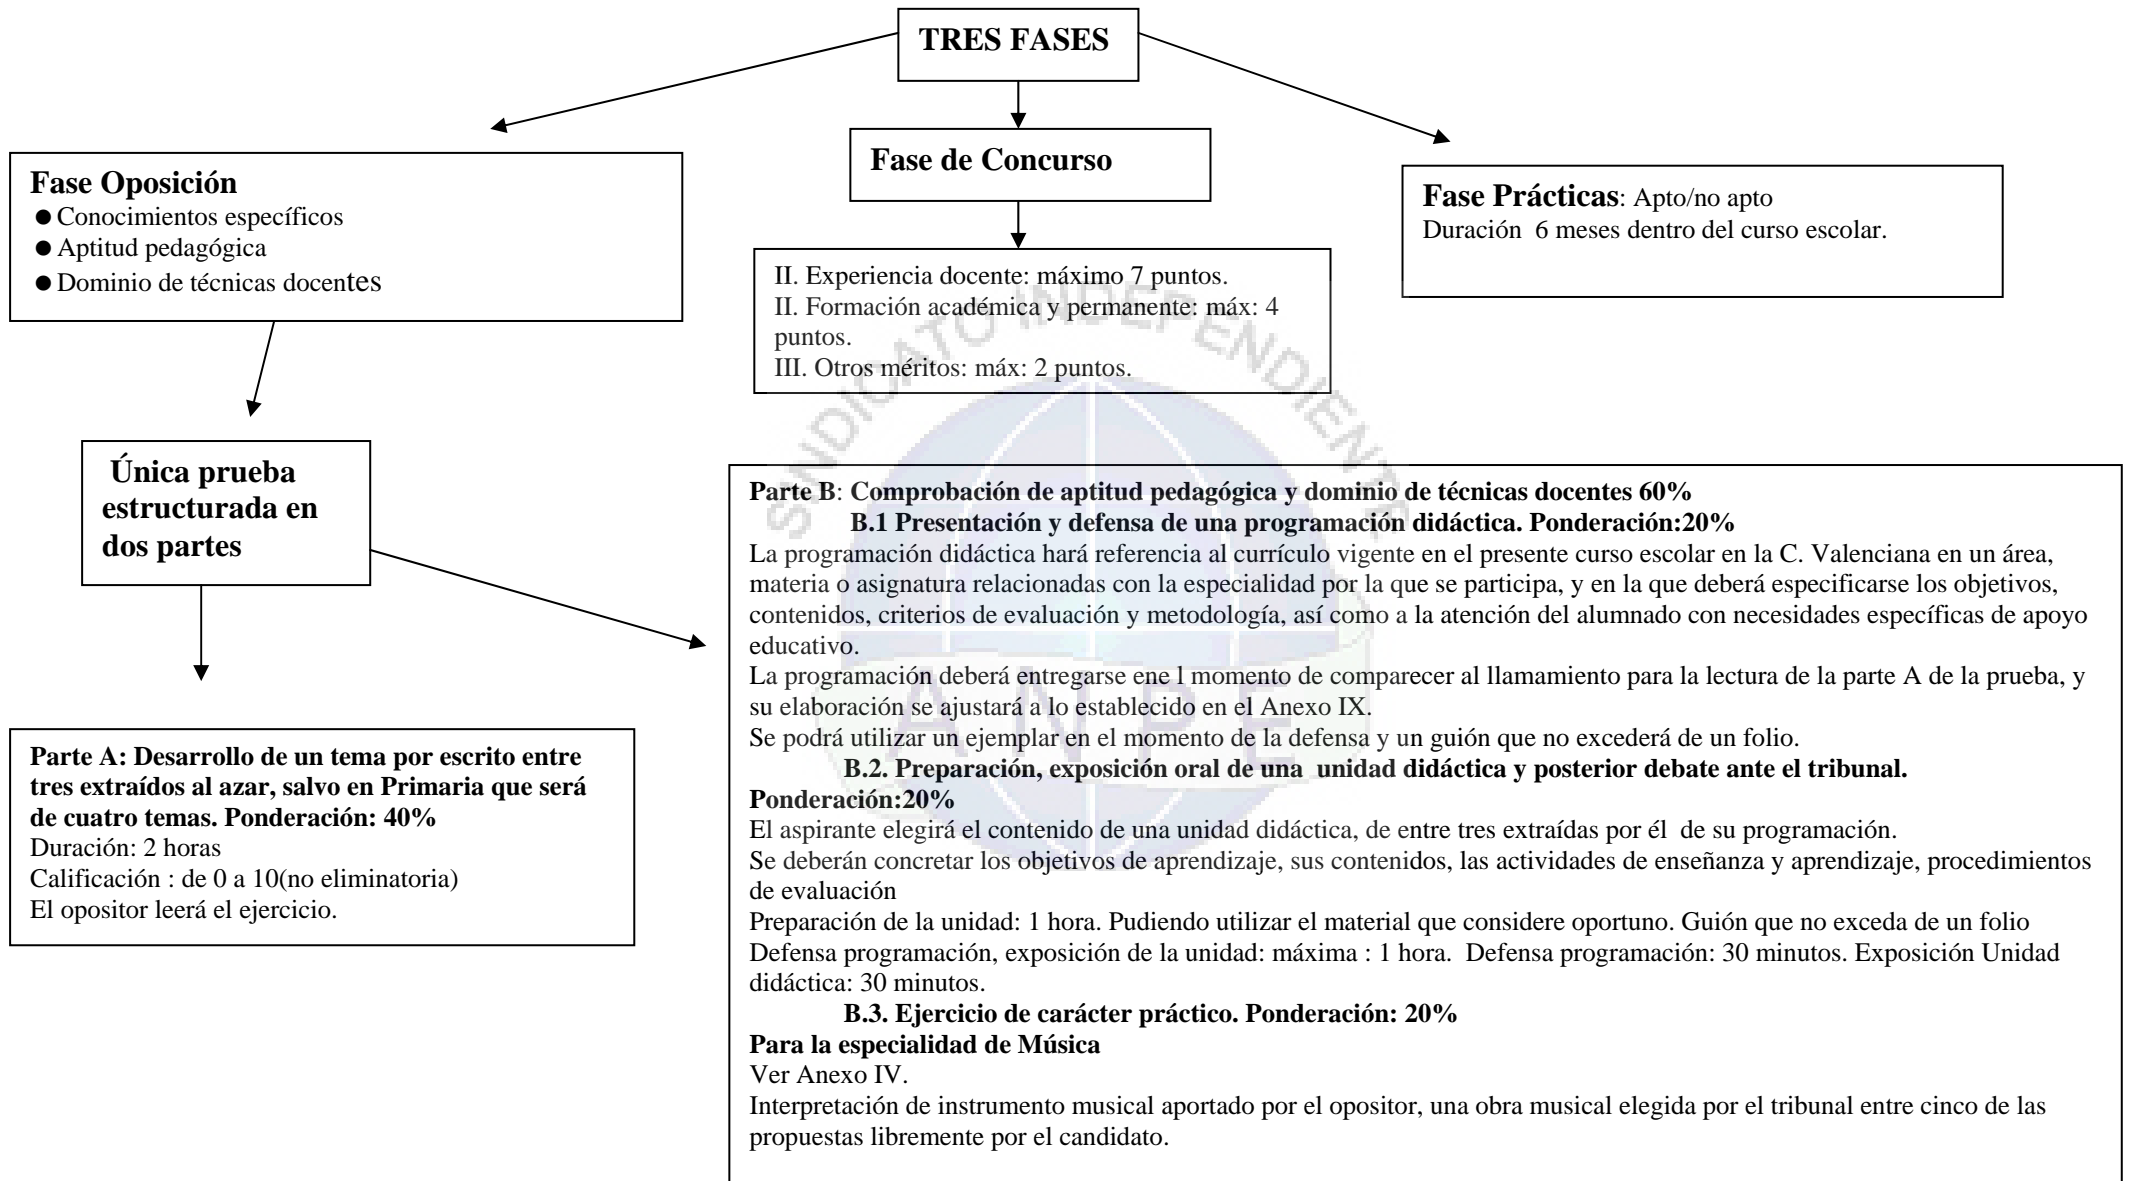 TRES FASES
Fase Oposición
● Conocimientos específicos
● Aptitud pedagógica
● Dominio de técnicas docentes
Fase de Concurso
Fase Prácticas: Apto/no apto
Duración  6 meses dentro del curso escolar.
II. Experiencia docente: máximo 7 puntos.
II. Formación académica y permanente: máx: 4
puntos.
III. Otros méritos: máx: 2 puntos.
Única prueba
estructurada en
dos partes
Parte A: Desarrollo de un tema por escrito entre
tres extraídos al azar, salvo en Primaria que será
de cuatro temas. Ponderación: 40%
Duración: 2 horas
Calificación : de 0 a 10(no eliminatoria)
El opositor leerá el ejercicio.
Parte B: Comprobación de aptitud pedagógica y dominio de técnicas docentes 60%
B.1 Presentación y defensa de una programación didáctica. Ponderación:20%
La programación didáctica hará referencia al currículo vigente en el presente curso escolar en la C. Valenciana en un área,
materia o asignatura relacionadas con la especialidad por la que se participa, y en la que deberá especificarse los objetivos,
contenidos, criterios de evaluación y metodología, así como a la atención del alumnado con necesidades específicas de apoyo
educativo.
La programación deberá entregarse ene l momento de comparecer al llamamiento para la lectura de la parte A de la prueba, y
su elaboración se ajustará a lo establecido en el Anexo IX.
Se podrá utilizar un ejemplar en el momento de la defensa y un guión que no excederá de un folio.
B.2. Preparación, exposición oral de una  unidad didáctica y posterior debate ante el tribunal.
Ponderación:20%
El aspirante elegirá el contenido de una unidad didáctica, de entre tres extraídas por él  de su programación.
Se deberán concretar los objetivos de aprendizaje, sus contenidos, las actividades de enseñanza y aprendizaje, procedimientos
de evaluación
Preparación de la unidad: 1 hora. Pudiendo utilizar el material que considere oportuno. Guión que no exceda de un folio
Defensa programación, exposición de la unidad: máxima : 1 hora.  Defensa programación: 30 minutos. Exposición Unidad
didáctica: 30 minutos.
B.3. Ejercicio de carácter práctico. Ponderación: 20%
Para la especialidad de Música
Ver Anexo IV.
Interpretación de instrumento musical aportado por el opositor, una obra musical elegida por el tribunal entre cinco de las
propuestas libremente por el candidato.
SINDICATO INDEPENDIENTE
ANPE